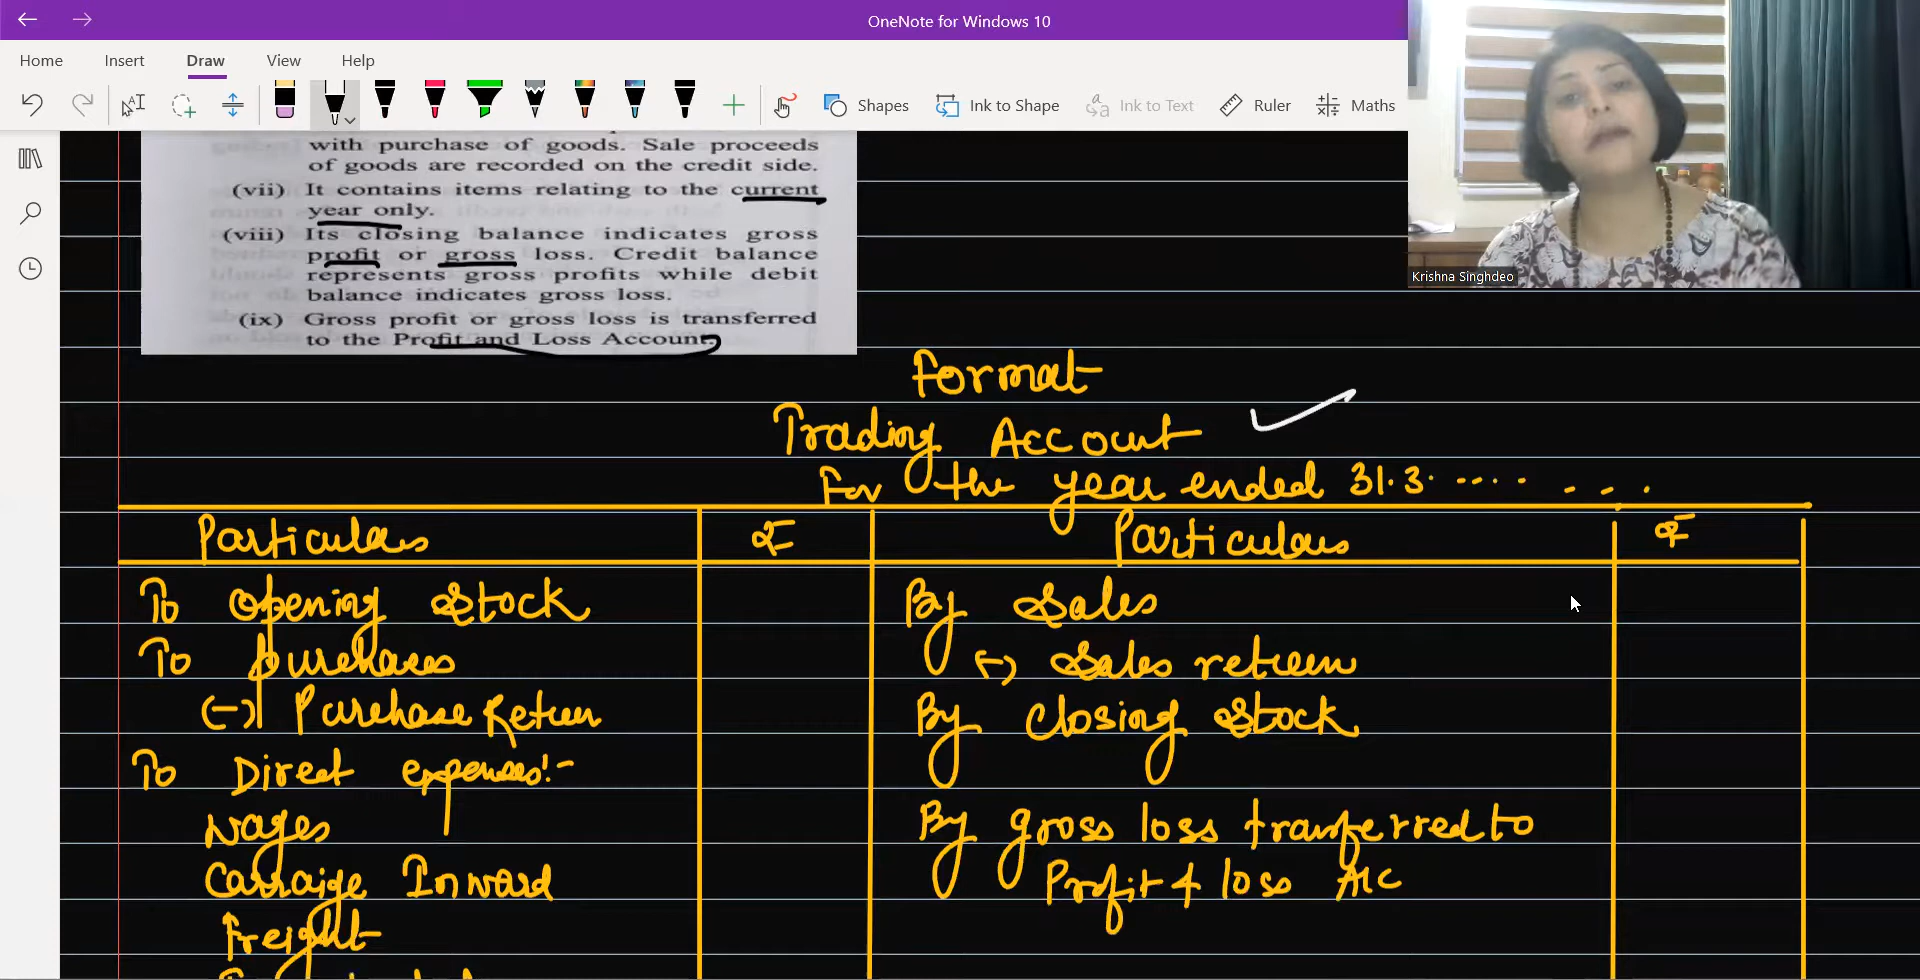 OneNote for Windows 10
Home Insert Draw View Help
Shapes Ink to Shape Ink to Text Ruler Maths
with purchase of goods. Sale proceeds
of goods are recorded on the credit side.
(vii) It contains items relating to the current
year only.
(viii) Its closing balance indicates gross
profit or gross loss. Credit balance
represents gross profits while debit
balance indicates gross loss.
(ix) Gross profit or gross loss is transferred
to the Profit and Loss Account.
Krishna Singhdeo
Format
Trading Account
For the year ended 31.3. .... ....
Particulars ₹ Particulars ₹
To Opening Stock
To purchases
(-) Purchase Return
To Direct expenses:-
Wages
Carraige Inward
Freight
By Sales
(-) Sales return
By Closing Stock
By gross loss transferred to
Profit & loss A/c